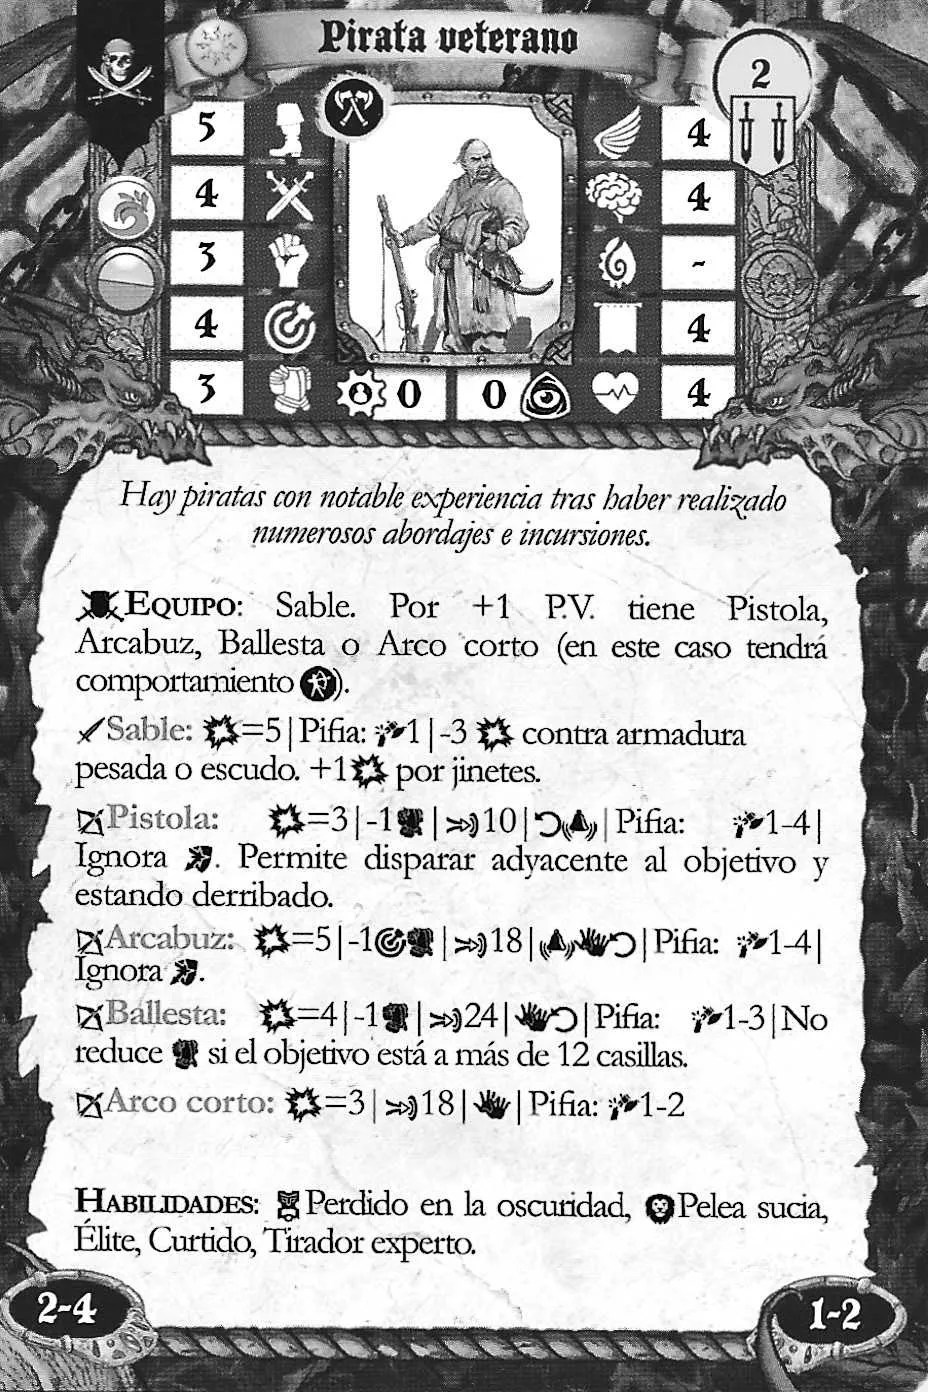 Pirata veterano
2
5
4
4
4
3
-
4
4
3
0
0
4
Hay piratas con notable experiencia tras haber realizado
numerosos abordajes e incursiones.
EQUIPO: Sable. Por +1 P.V. tiene Pistola,
Arcabuz, Ballesta o Arco corto (en este caso tendrá
comportamiento ).
Sable: =5 | Pifia: 1 | -3 contra armadura
pesada o escudo. +1 por jinetes.
Pistola: =3 | -1 | 10 | | Pifia: 1-4 |
Ignora . Permite disparar adyacente al objetivo y
estando derribado.
Arcabuz: =5 | -1 | 18 | | Pifia: 1-4 |
Ignora .
Ballesta: =4 | -1 | 24 | | Pifia: 1-3 | No
reduce si el objetivo está a más de 12 casillas.
Arco corto: =3 | 18 | | Pifia: 1-2
HABILIDADES: Perdido en la oscuridad, Pelea sucia,
Élite, Curtido, Tirador experto.
2-4
1-2